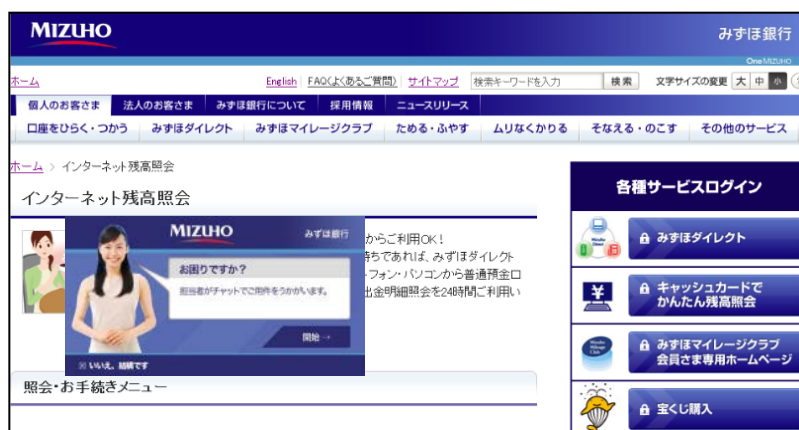 MIZUHO
みずほ銀行
One MIZUHO
ホーム
English FAQ(よくあるご質問) サイトマップ 検索キーワードを入力 検索 文字サイズの変更 大 中 小
個人のお客さま 法人のお客さま みずほ銀行について 採用情報 ニュースリリース
口座をひらく・つかう みずほダイレクト みずほマイレージクラブ ためる・ふやす ムリなくかりる そなえる・のこす その他のサービス
ホーム > インターネット残高照会
インターネット残高照会
MIZUHO みずほ銀行
お困りですか?
担当者がチャットでご用件をうかがいます。
開始→
いいえ、結構です
からご利用OK!
持ちであれば、みずほダイレクト
フォン・パソコンから普通預金口
出金明細照会を24時間ご利用い
照会・お手続きメニュー
各種サービスログイン
みずほダイレクト
キャッシュカードで
かんたん残高照会
みずほマイレージクラブ
会員さま専用ホームページ
宝くじ購入